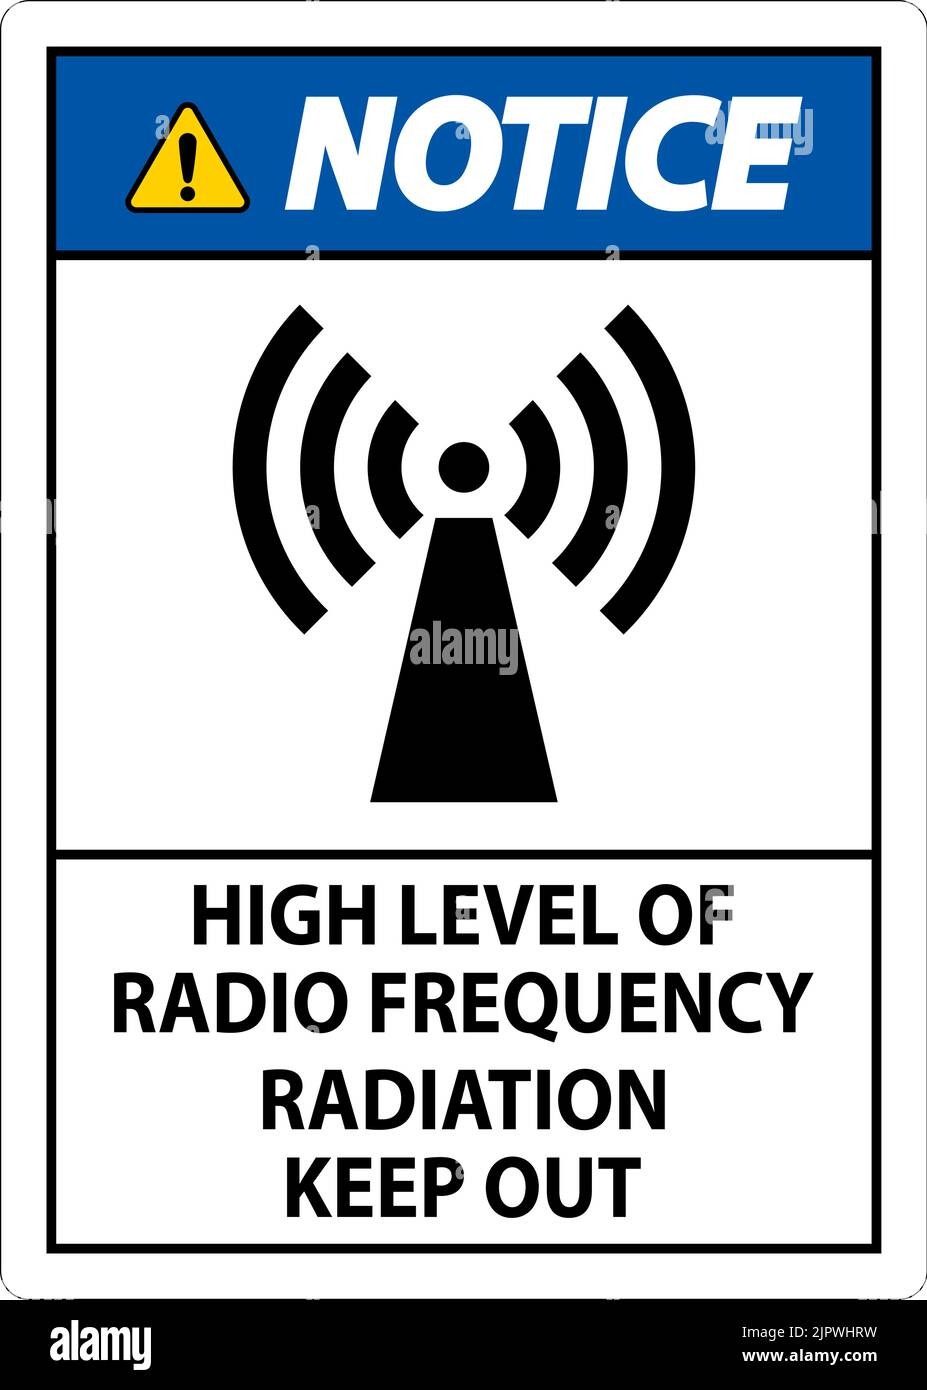 NOTICE
HIGH LEVEL OF
RADIO FREQUENCY
RADIATION
KEEP OUT
alamy
alamy
Image ID: 2JPWHRW
www.alamy.com